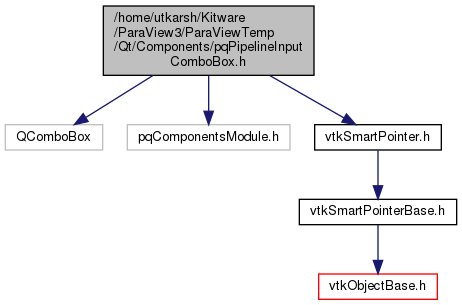 /home/utkarsh/Kitware
/ParaView3/ParaViewTemp
/Qt/Components/pqPipelineInput
ComboBox.h
QComboBox
pqComponentsModule.h
vtkSmartPointer.h
vtkSmartPointerBase.h
vtkObjectBase.h